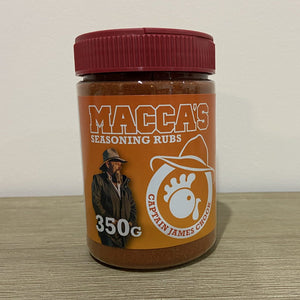 MACCA'S
SEASONING RUBS
350G
CAPTAIN JAMES CHOOK